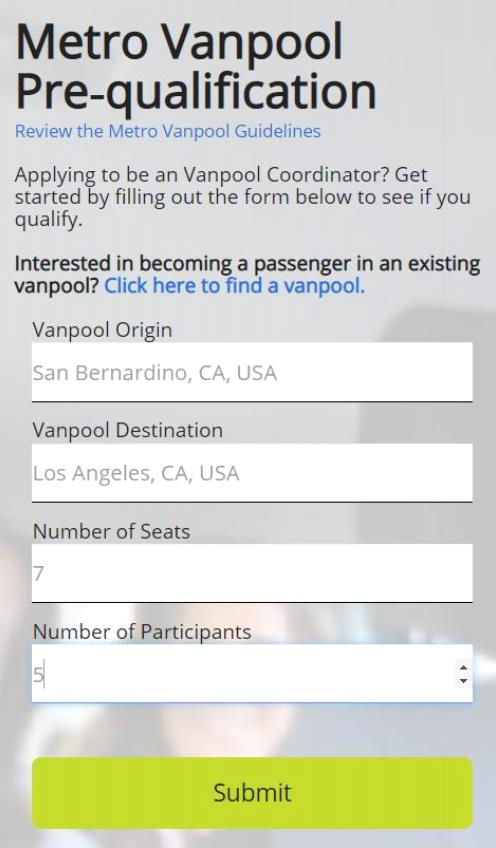 Metro Vanpool
Pre-qualification
Review the Metro Vanpool Guidelines
Applying to be an Vanpool Coordinator? Get
started by filling out the form below to see if you
qualify.
Interested in becoming a passenger in an existing
vanpool? Click here to find a vanpool.
Vanpool Origin
San Bernardino, CA, USA
Vanpool Destination
Los Angeles, CA, USA
Number of Seats
7
Number of Participants
5
Submit